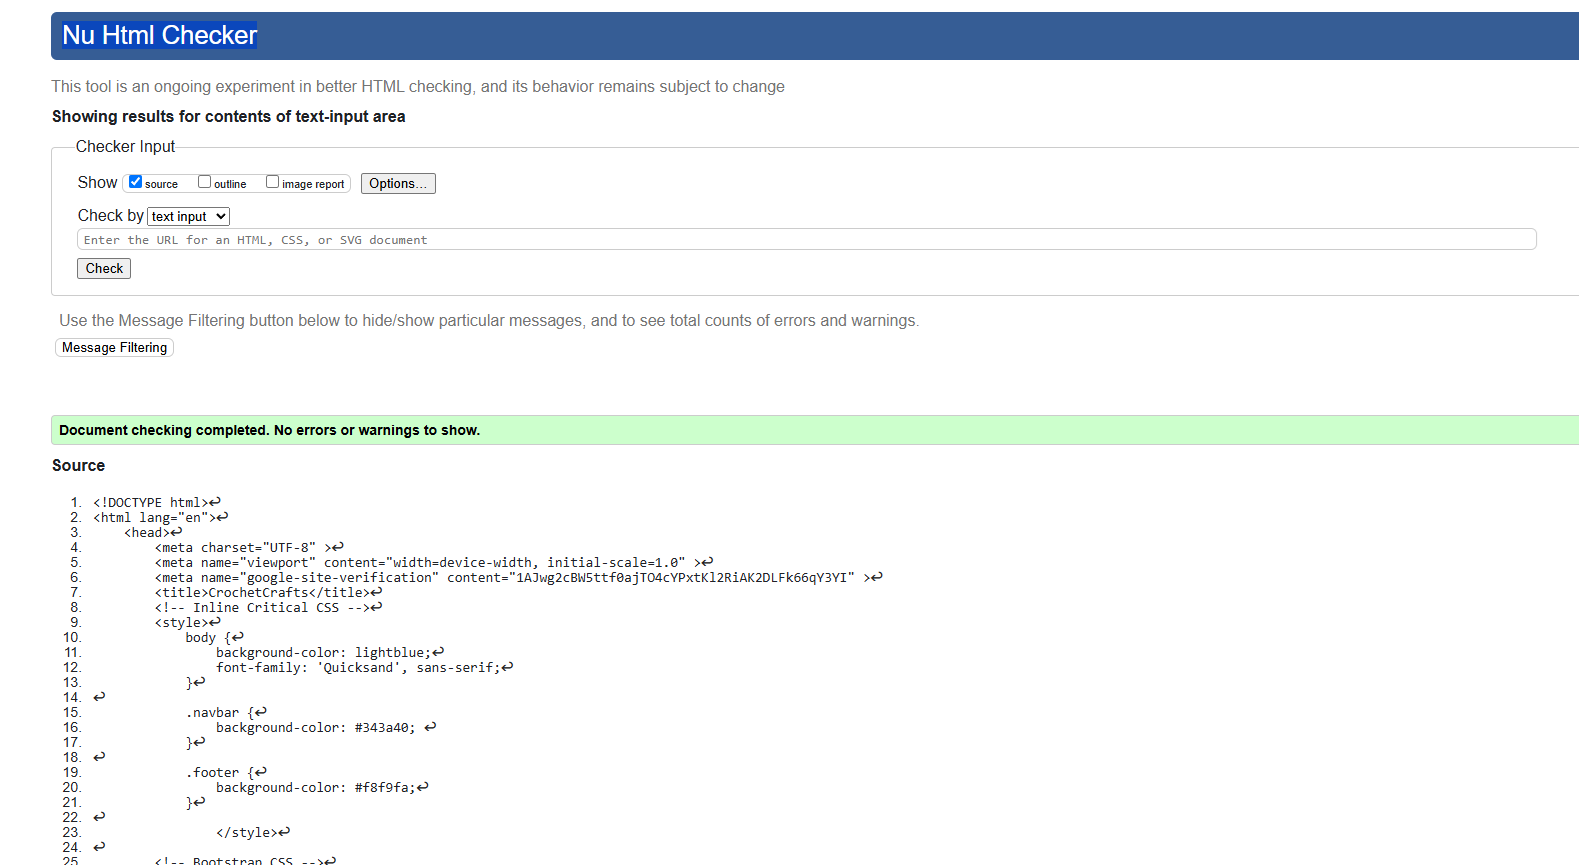 Nu Html Checker
This tool is an ongoing experiment in better HTML checking, and its behavior remains subject to change
Showing results for contents of text-input area
Checker Input
Show source outline image report Options...
Check by text input
Enter the URL for an HTML, CSS, or SVG document
Check
Use the Message Filtering button below to hide/show particular messages, and to see total counts of errors and warnings.
Message Filtering
Document checking completed. No errors or warnings to show.
Source
1. <!DOCTYPE html>↩
2. <html lang="en">↩
3. <head>↩
4. <meta charset="UTF-8" >↩
5. <meta name="viewport" content="width=device-width, initial-scale=1.0" >↩
6. <meta name="google-site-verification" content="1AJwg2cBW5ttf0ajTO4cYPxtKl2RiAK2DLFk66qY3YI" >↩
7. <title>CrochetCrafts</title>↩
8. <!-- Inline Critical CSS -->↩
9. <style>↩
10. body {↩
11. background-color: lightblue;↩
12. font-family: 'Quicksand', sans-serif;↩
13. }↩
14. ↩
15. .navbar {↩
16. background-color: #343a40; ↩
17. }↩
18. ↩
19. .footer {↩
20. background-color: #f8f9fa;↩
21. }↩
22. ↩
23. </style>↩
24. ↩
25. <!-- Bootstrap CSS -->↩